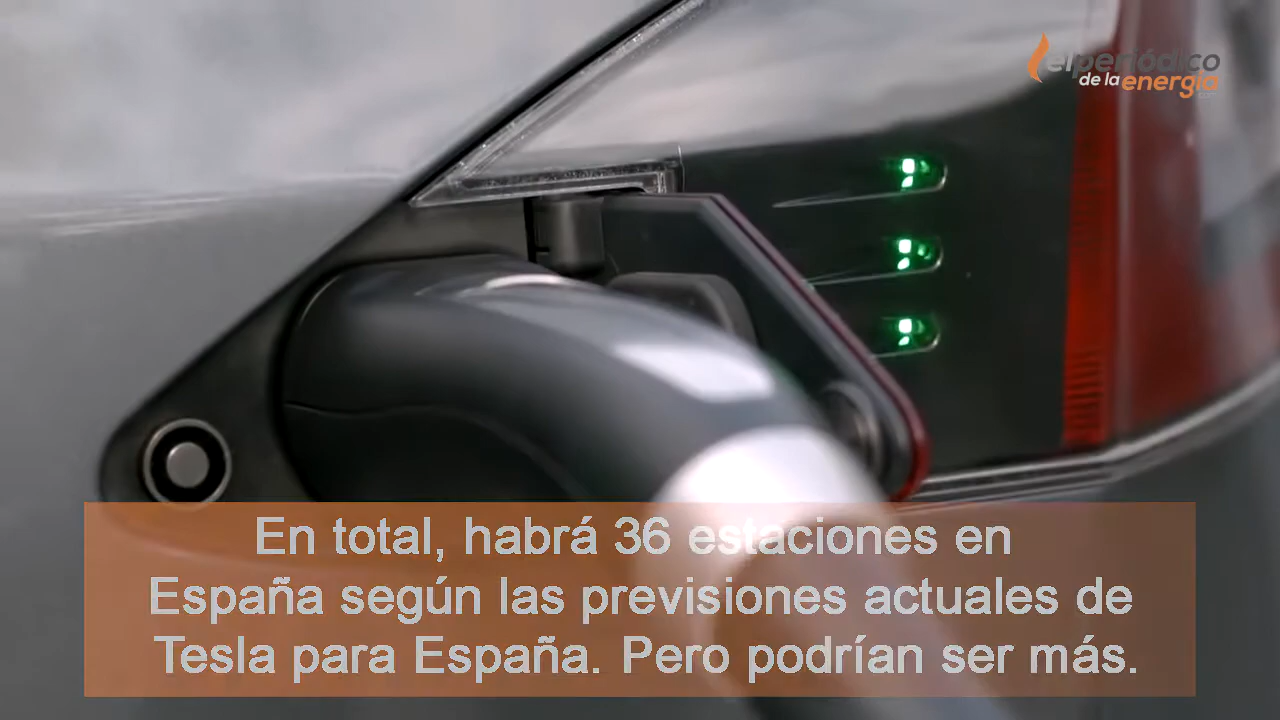 elperiódico
de la energía
En total, habrá 36 estaciones en
España según las previsiones actuales de
Tesla para España. Pero podrían ser más.